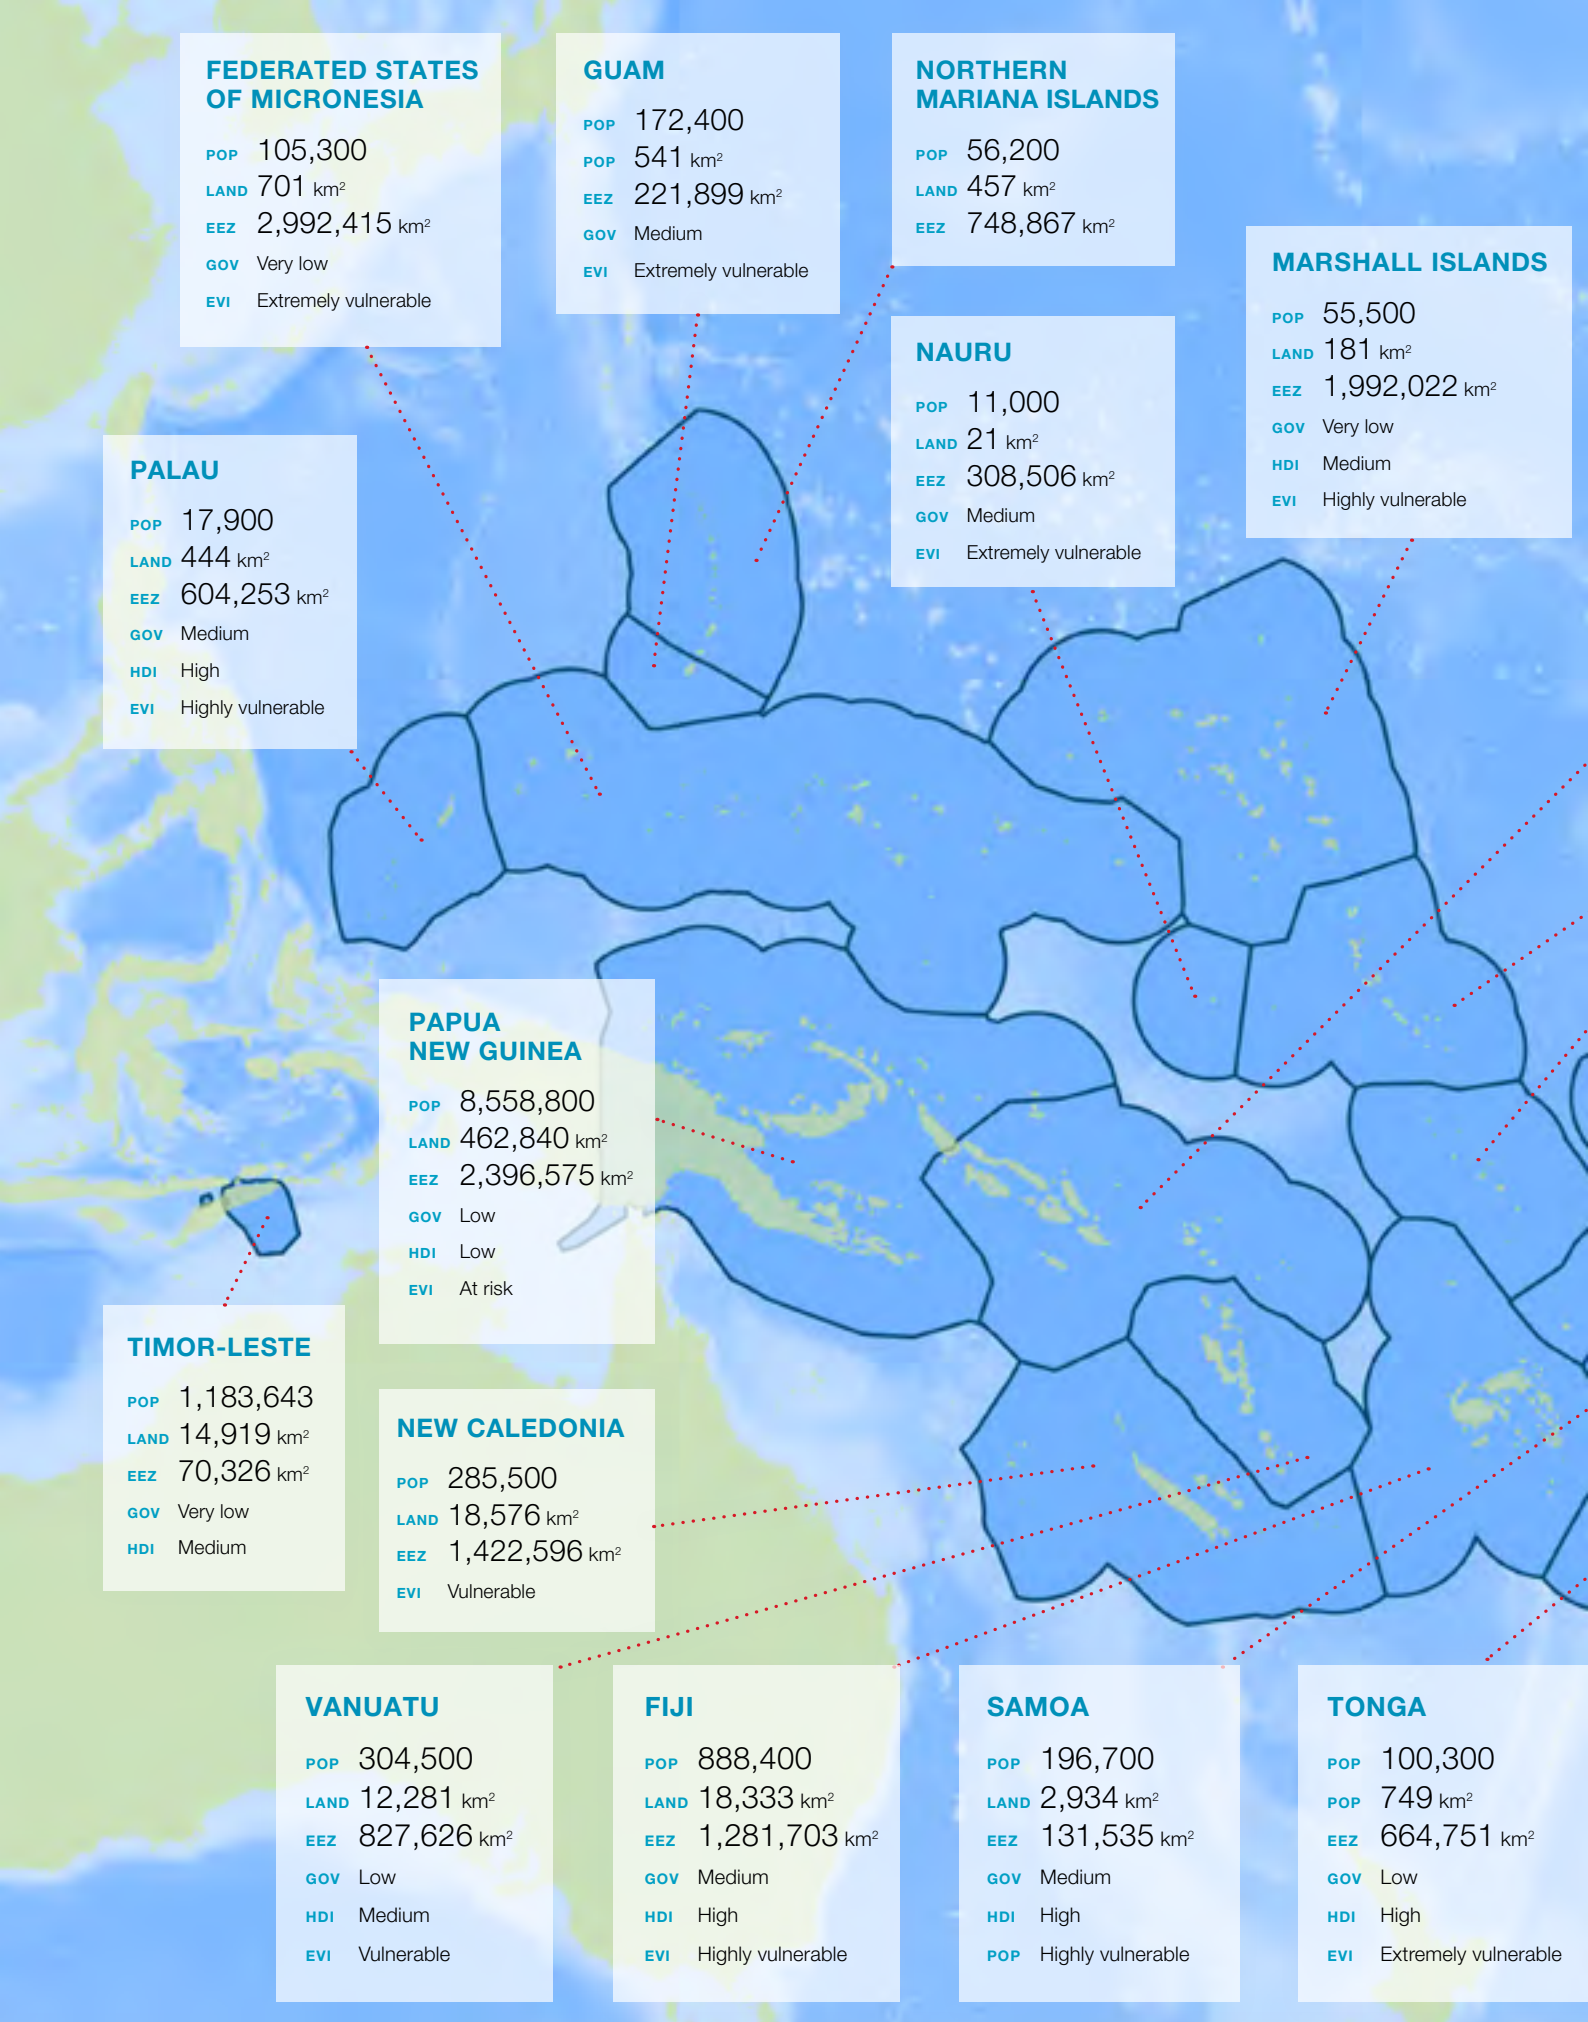 FEDERATED STATES
OF MICRONESIA
POP 105,300
LAND 701 km²
EEZ 2,992,415 km²
GOV Very low
EVI Extremely vulnerable
GUAM
POP 172,400
POP 541 km²
EEZ 221,899 km²
GOV Medium
EVI Extremely vulnerable
NORTHERN
MARIANA ISLANDS
POP 56,200
LAND 457 km²
EEZ 748,867 km²
MARSHALL ISLANDS
POP 55,500
LAND 181 km²
EEZ 1,992,022 km²
GOV Very low
HDI Medium
EVI Highly vulnerable
NAURU
POP 11,000
LAND 21 km²
EEZ 308,506 km²
GOV Medium
EVI Extremely vulnerable
PALAU
POP 17,900
LAND 444 km²
EEZ 604,253 km²
GOV Medium
HDI High
EVI Highly vulnerable
PAPUA
NEW GUINEA
POP 8,558,800
LAND 462,840 km²
EEZ 2,396,575 km²
GOV Low
HDI Low
EVI At risk
TIMOR-LESTE
POP 1,183,643
LAND 14,919 km²
EEZ 70,326 km²
GOV Very low
HDI Medium
NEW CALEDONIA
POP 285,500
LAND 18,576 km²
EEZ 1,422,596 km²
EVI Vulnerable
VANUATU
POP 304,500
LAND 12,281 km²
EEZ 827,626 km²
GOV Low
HDI Medium
EVI Vulnerable
FIJI
POP 888,400
LAND 18,333 km²
EEZ 1,281,703 km²
GOV Medium
HDI High
EVI Highly vulnerable
SAMOA
POP 196,700
LAND 2,934 km²
EEZ 131,535 km²
GOV Medium
HDI High
POP Highly vulnerable
TONGA
POP 100,300
POP 749 km²
EEZ 664,751 km²
GOV Low
HDI High
EVI Extremely vulnerable